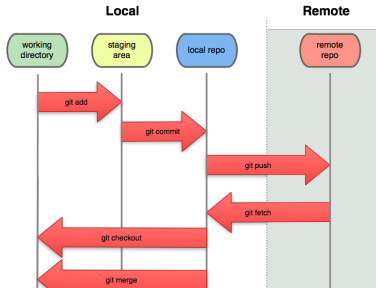 Local
Remote
working
directory
staging
area
local repo
remote
repo
git add
git commit
git push
git fetch
git checkout
git merge